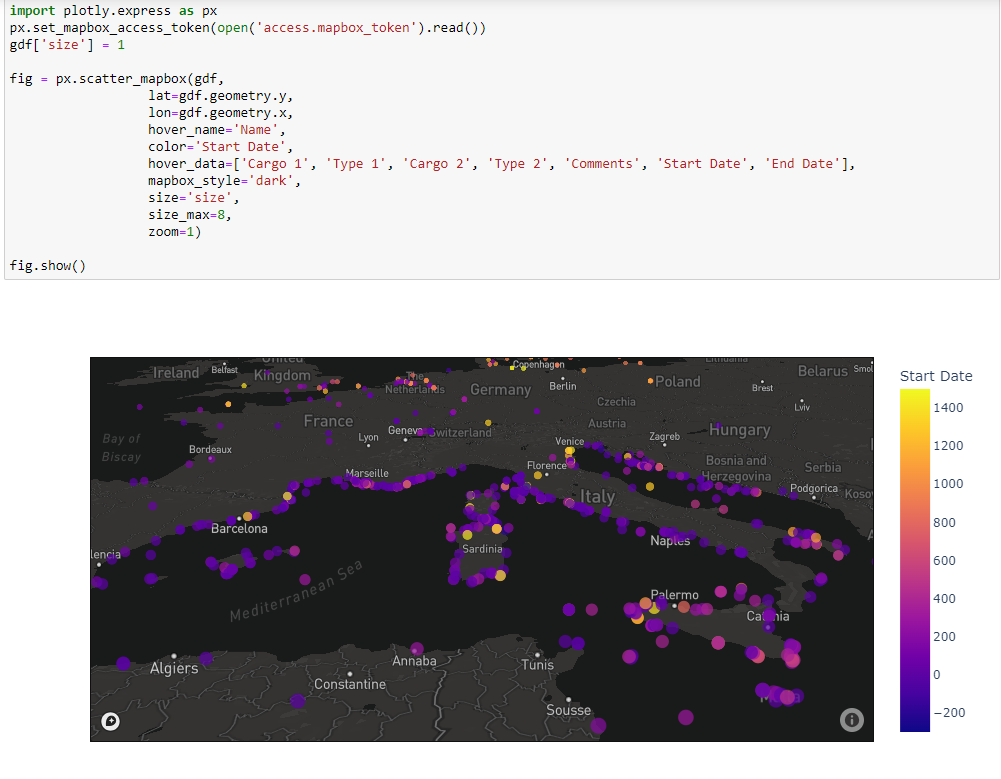 import plotly.express as px
px.set_mapbox_access_token(open('access.mapbox_token').read())
gdf['size'] = 1
fig = px.scatter_mapbox(gdf,
lat=gdf.geometry.y,
lon=gdf.geometry.x,
hover_name='Name',
color='Start Date',
hover_data=['Cargo 1', 'Type 1', 'Cargo 2', 'Type 2', 'Comments', 'Start Date', 'End Date'],
mapbox_style='dark',
size='size',
size_max=8,
zoom=1)
fig.show()
United
Lithuania
Ireland
Belfast
Kingdom
The
Netherlands
Copenhagen
Germany
Berlin
Poland
Brest
Belarus
Smol
Czechia
Lviv
France
Lyon
Geneva
Switzerland
Austria
Zagreb
Hungary
Bay of
Biscay
Bordeaux
Venice
Bosnia and
Herzegovina
Serbia
Marseille
Florence
Podgorica
Kosov
Italy
Barcelona
lencia
Sardinia
Naples
Mediterranean Sea
Palermo
Catania
Algiers
Annaba
Tunis
Constantine
Sousse
Start Date
1400
1200
1000
800
600
400
200
0
−200